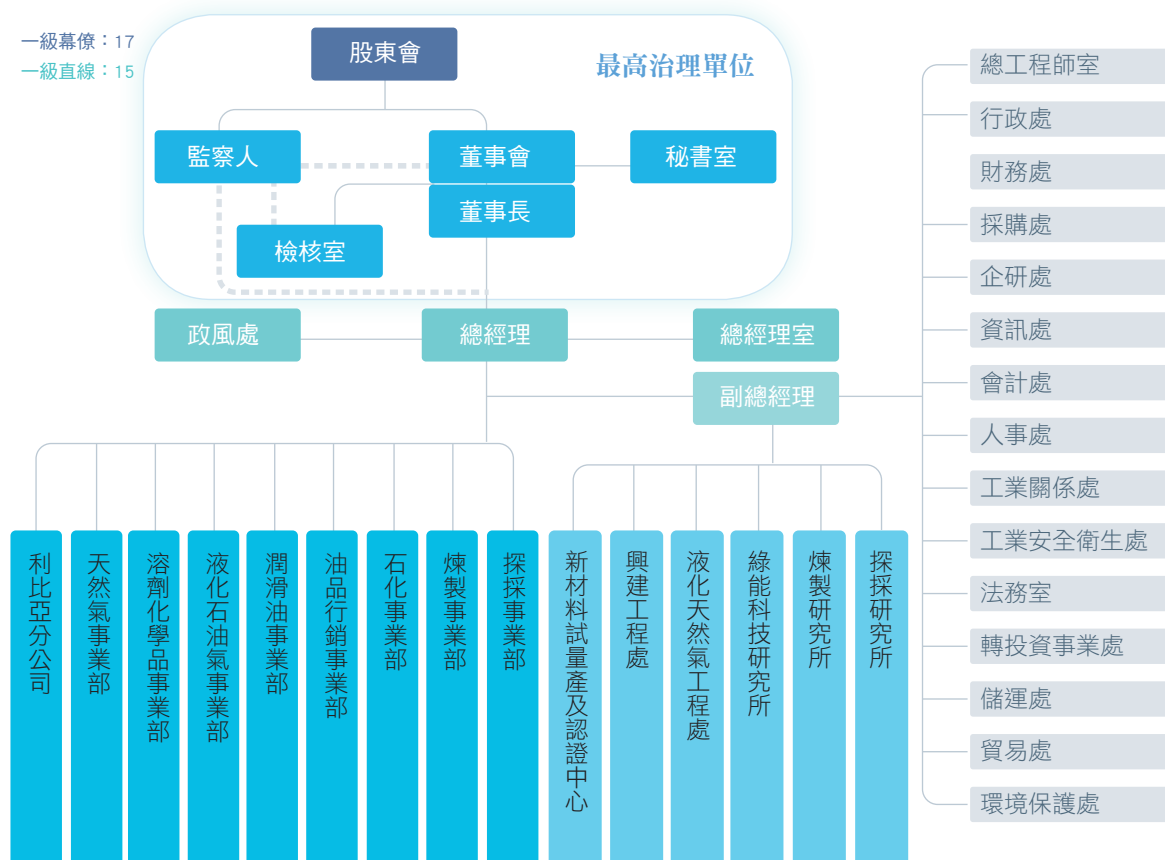 一級幕僚：17
一級直線：15
股東會
最高治理單位
監察人
董事會
秘書室
董事長
檢核室
政風處
總經理
總經理室
副總經理
利比亞分公司
天然氣事業部
溶劑化學品事業部
液化石油氣事業部
潤滑油事業部
油品行銷事業部
石化事業部
煉製事業部
探採事業部
新材料試量產及認證中心
興建工程處
液化天然氣工程處
綠能科技研究所
煉製研究所
探採研究所
總工程師室
行政處
財務處
採購處
企研處
資訊處
會計處
人事處
工業關係處
工業安全衛生處
法務室
轉投資事業處
儲運處
貿易處
環境保護處